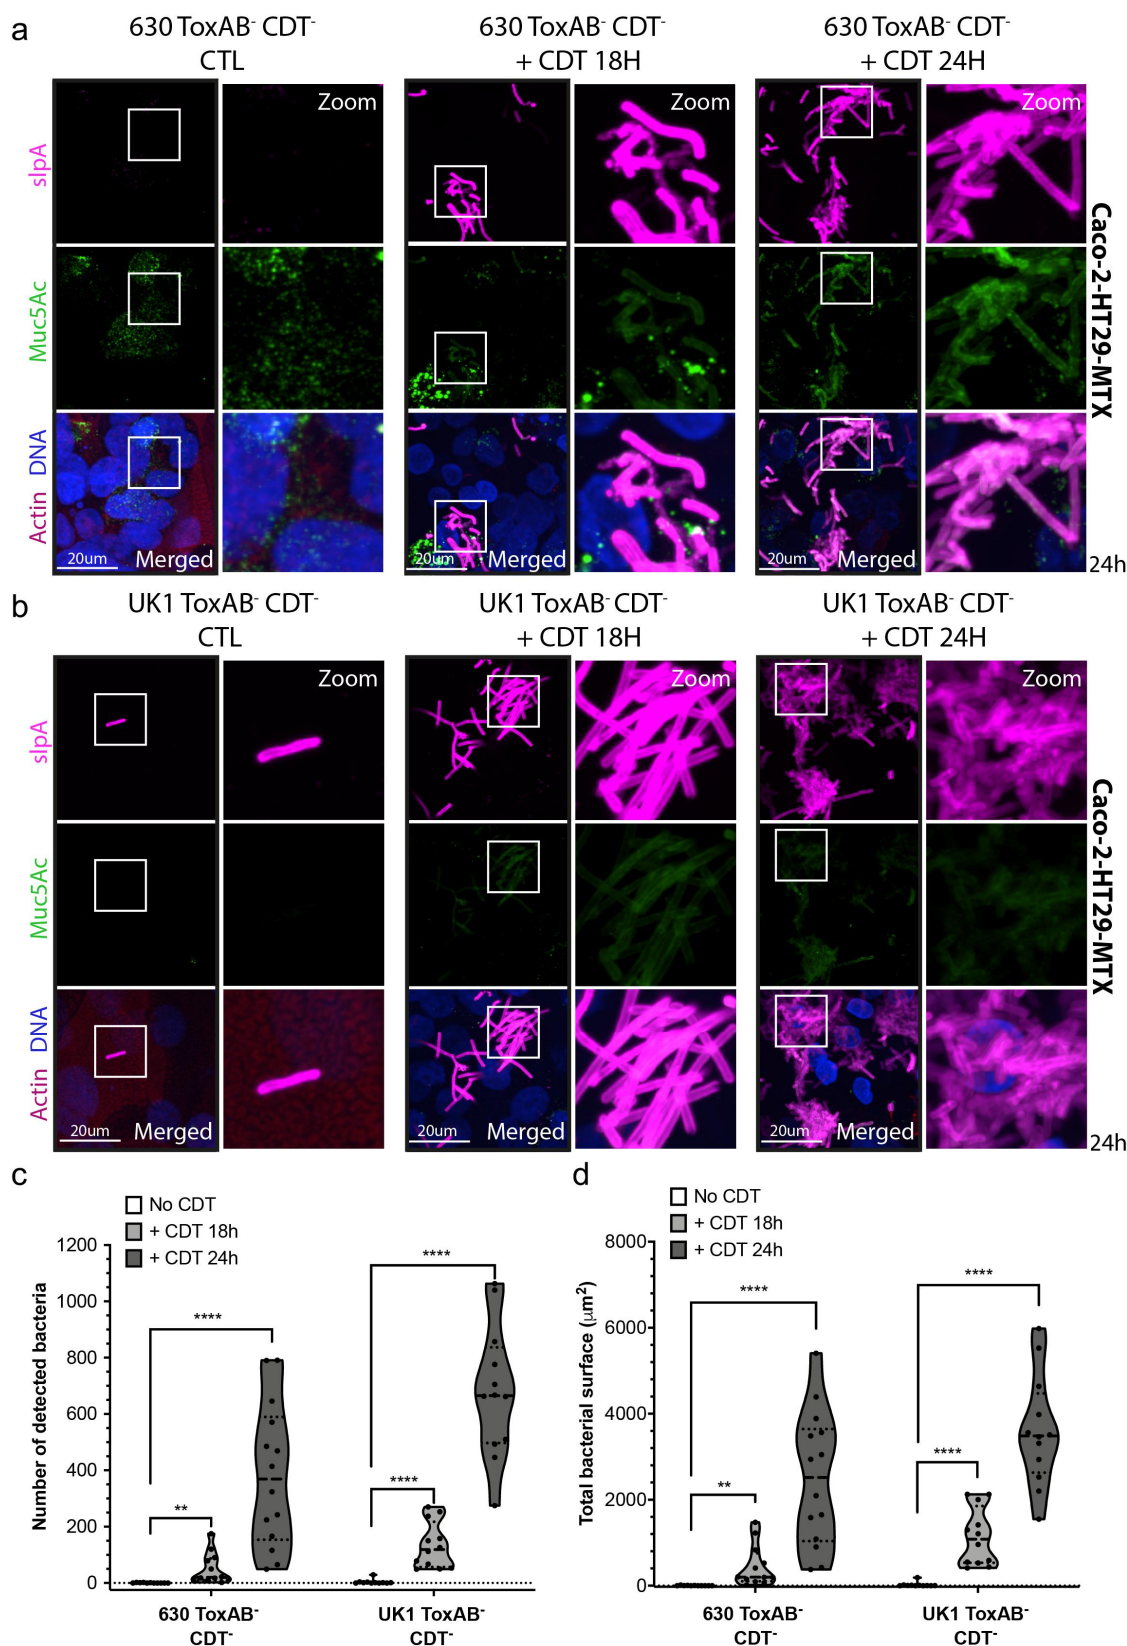 a
630 ToxAB- CDT-
CTL
630 ToxAB- CDT-
+ CDT 18H
630 ToxAB- CDT-
+ CDT 24H
Zoom
Zoom
Zoom
slpA
Muc5Ac
Actin DNA
20um
Merged
20um
Merged
20um
Merged
Caco-2-HT29-MTX
24h
b
UK1 ToxAB- CDT-
CTL
UK1 ToxAB- CDT-
+ CDT 18H
UK1 ToxAB- CDT-
+ CDT 24H
Zoom
Zoom
Zoom
slpA
Muc5Ac
Actin DNA
20um
Merged
20um
Merged
20um
Merged
Caco-2-HT29-MTX
24h
c
No CDT
+ CDT 18h
+ CDT 24h
Number of detected bacteria
1200
1000
800
600
400
200
0
****
**
****
****
630 ToxAB-
CDT-
UK1 ToxAB-
CDT-
d
No CDT
+ CDT 18h
+ CDT 24h
Total bacterial surface (μm²)
8000
6000
4000
2000
0
****
**
****
****
630 ToxAB-
CDT-
UK1 ToxAB-
CDT-